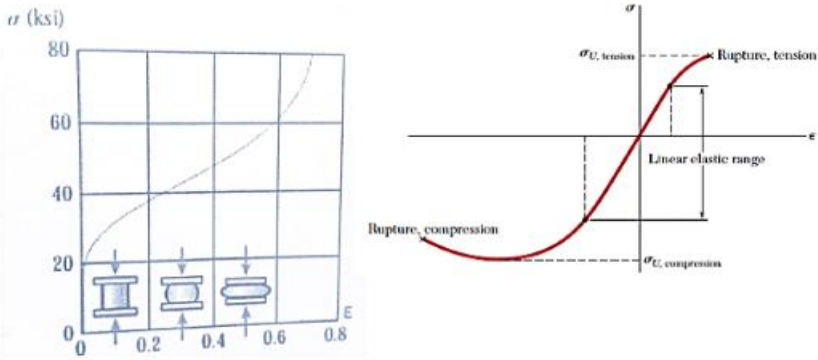 σ (ksi)
80
60
40
20
0
0
0.2
0.4
0.6
0.8
ε
σ
σU, tension
Rupture, tension
ε
Linear elastic range
Rupture, compression
σU, compression